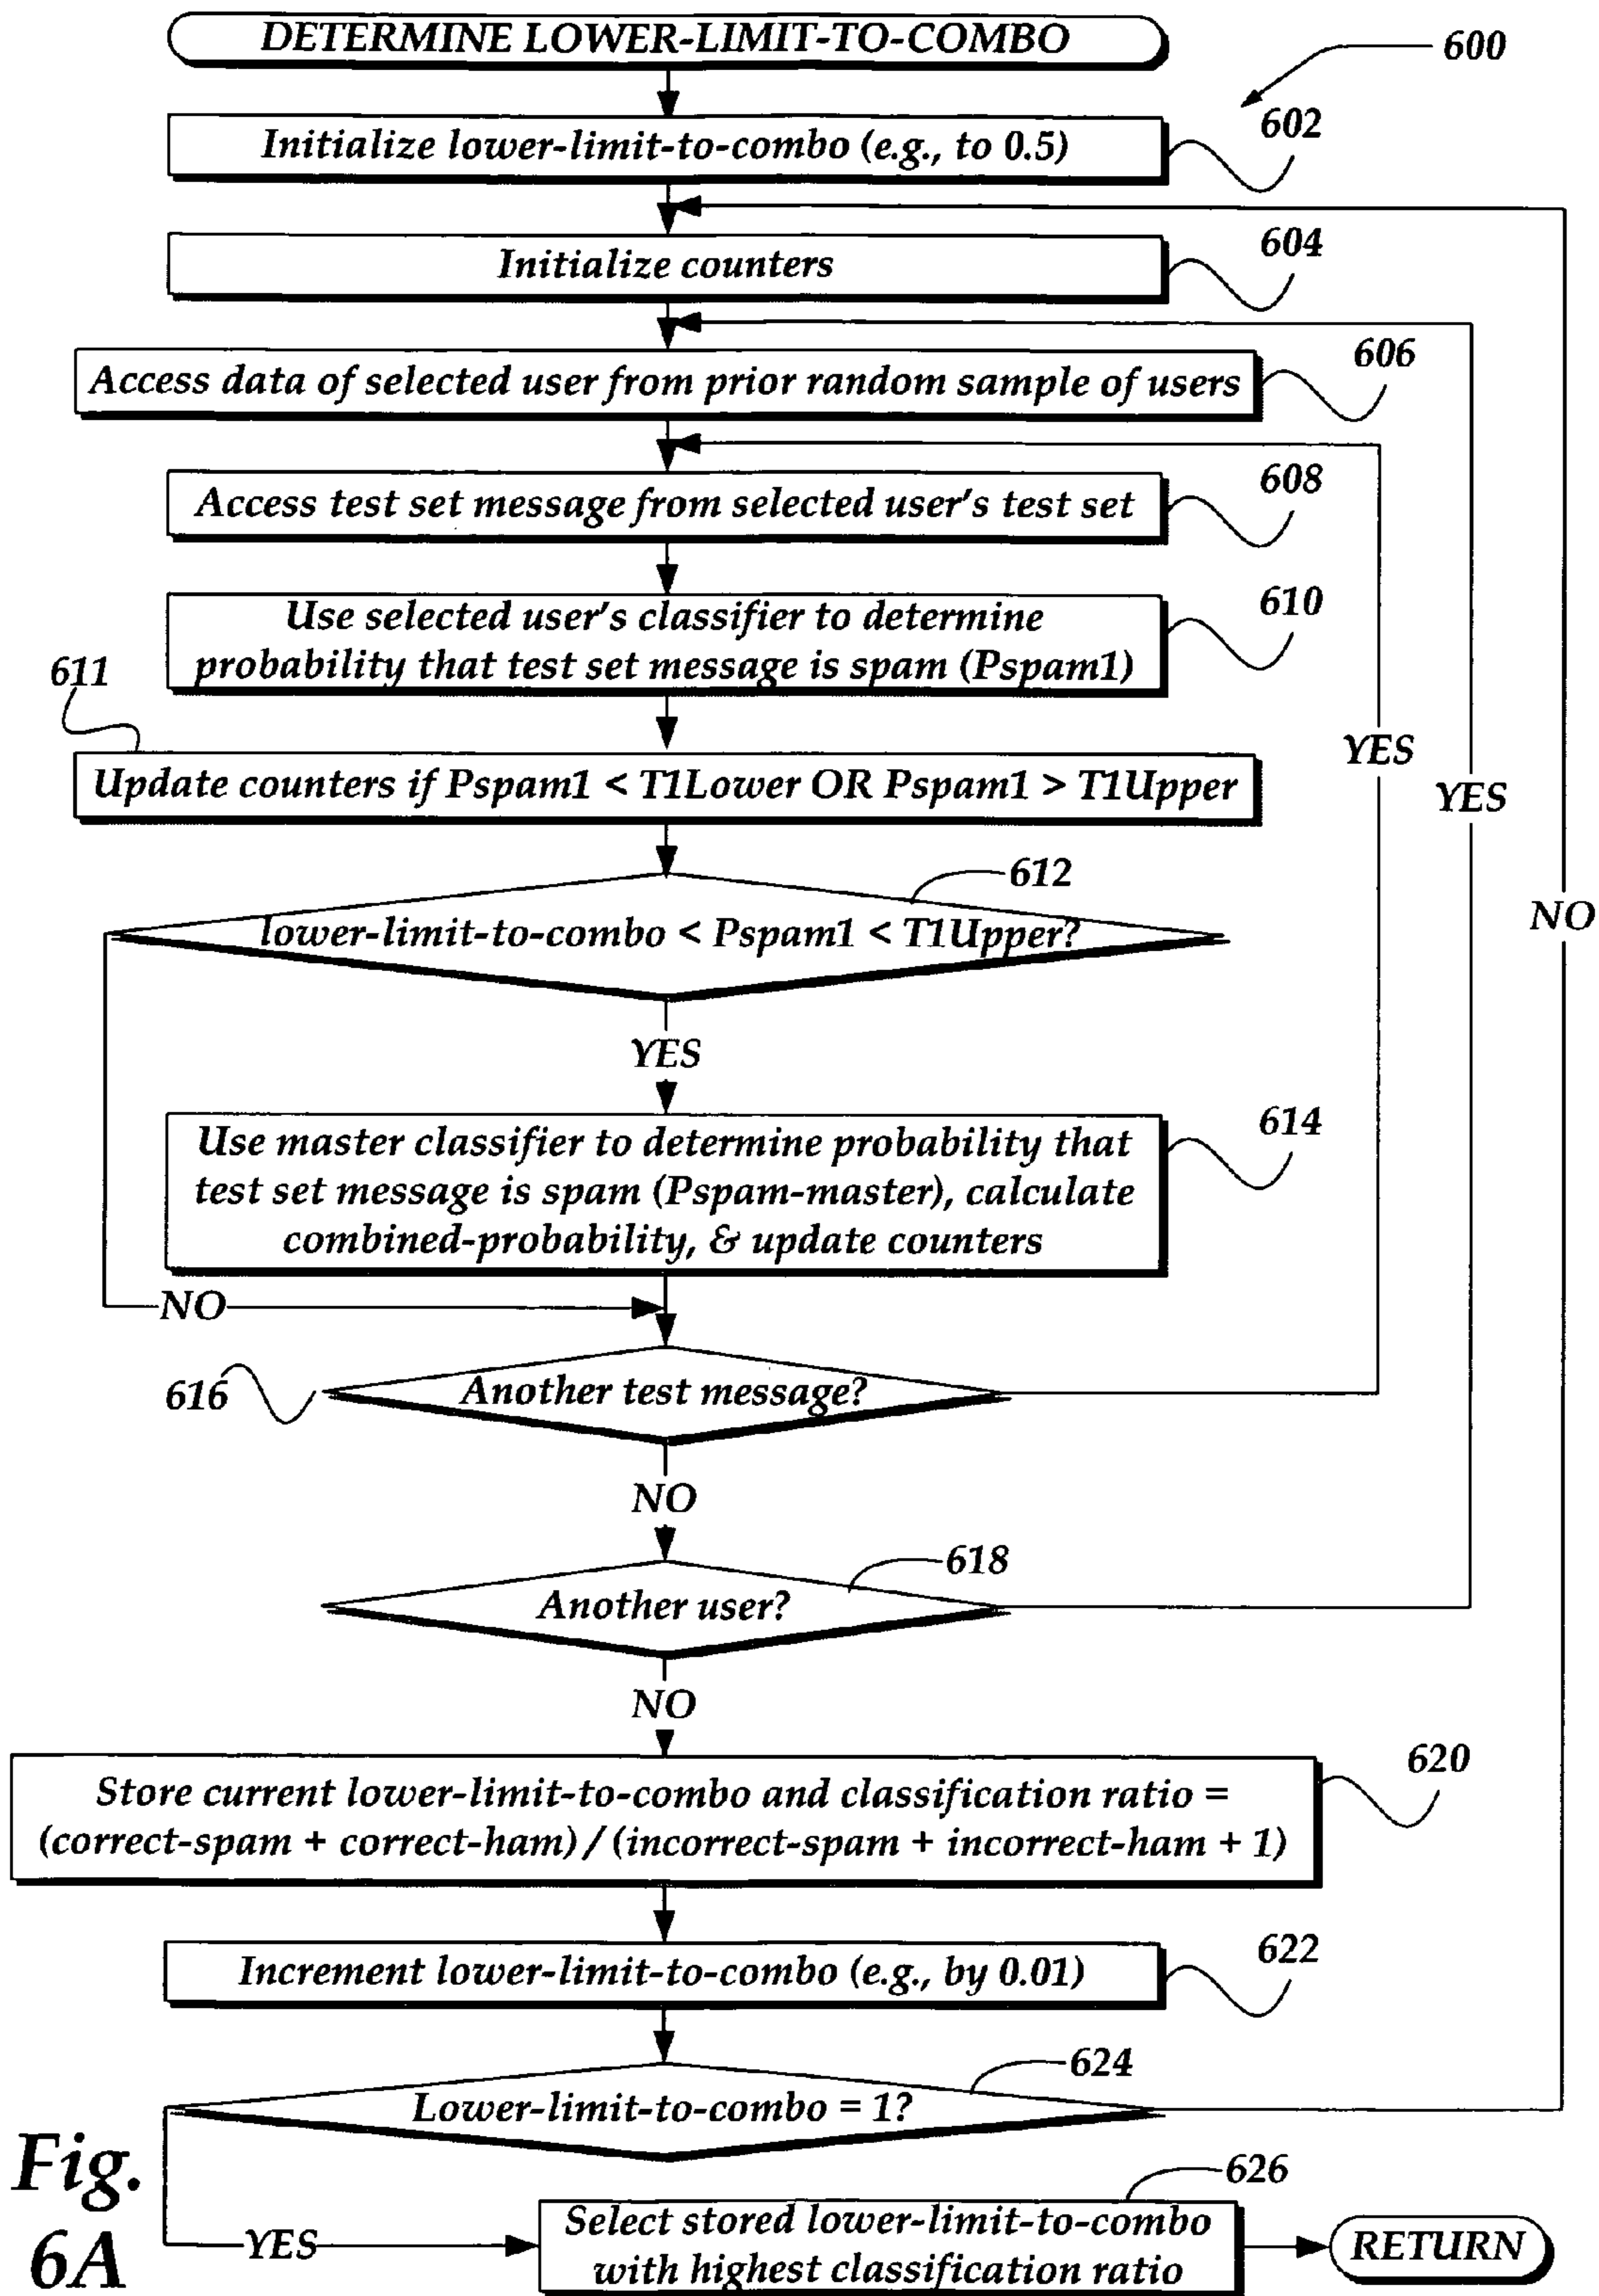 DETERMINE LOWER-LIMIT-TO-COMBO
600
Initialize lower-limit-to-combo (e.g., to 0.5)
602
Initialize counters
604
Access data of selected user from prior random sample of users
606
Access test set message from selected user's test set
608
Use selected user's classifier to determine
probability that test set message is spam (Pspam1)
610
611
Update counters if Pspam1 < T1Lower OR Pspam1 > T1Upper
YES
YES
NO
612
lower-limit-to-combo < Pspam1 < T1Upper?
YES
Use master classifier to determine probability that
test set message is spam (Pspam-master), calculate
combined-probability, & update counters
614
NO
616
Another test message?
NO
618
Another user?
NO
Store current lower-limit-to-combo and classification ratio =
(correct-spam + correct-ham) / (incorrect-spam + incorrect-ham + 1)
620
Increment lower-limit-to-combo (e.g., by 0.01)
622
624
Lower-limit-to-combo = 1?
626
YES
Select stored lower-limit-to-combo
with highest classification ratio
RETURN
Fig.
6A